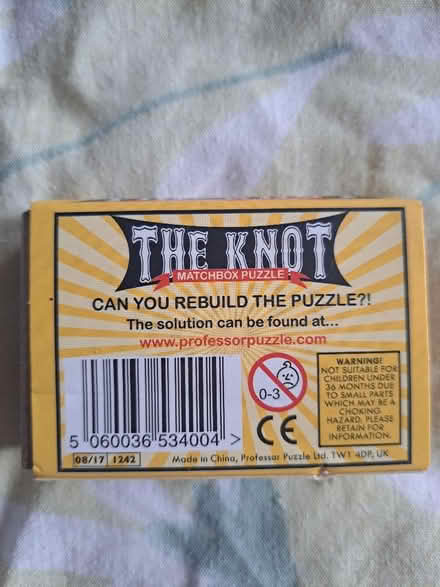 THE KNOT
MATCHBOX PUZZLE
CAN YOU REBUILD THE PUZZLE?!
The solution can be found at...
www.professorpuzzle.com
0-3
CE
WARNING!
NOT SUITABLE FOR
CHILDREN UNDER
36 MONTHS DUE
TO SMALL PARTS
WHICH MAY BE A
CHOKING
HAZARD. PLEASE
RETAIN FOR
INFORMATION.
5 060036 534004 >
08/17 1242
Made in China, Professor Puzzle Ltd. TW1 4DP, UK